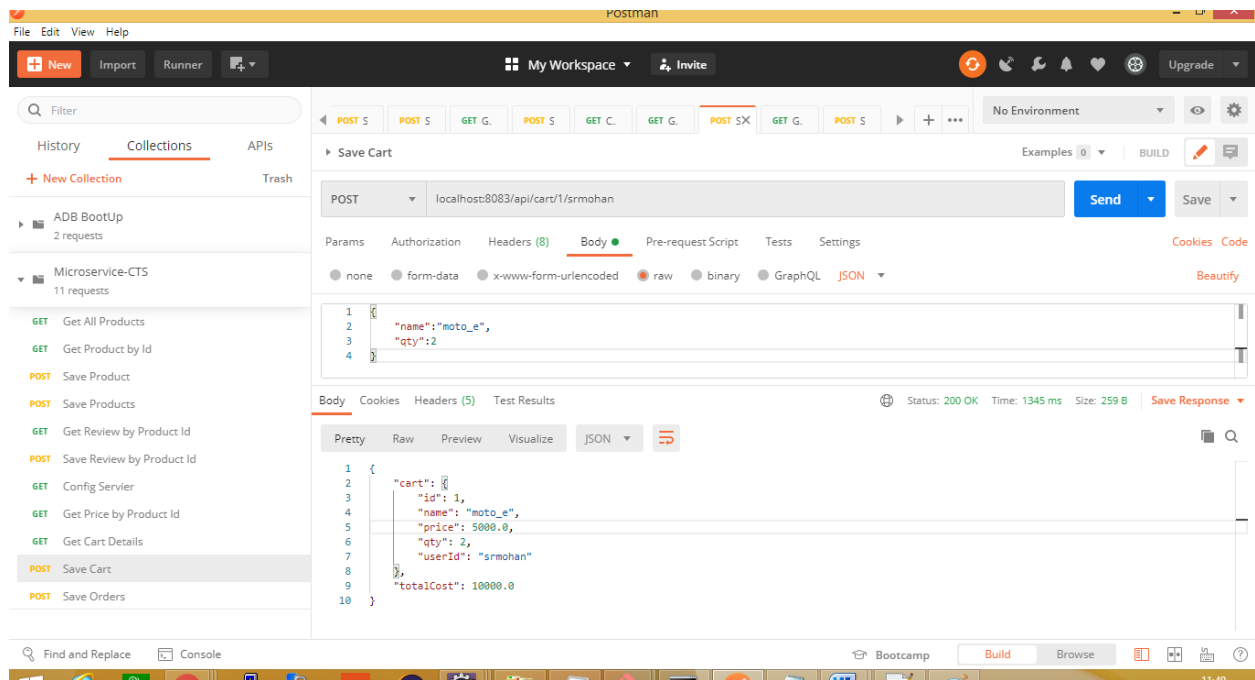 Postman
File Edit View Help
New Import Runner My Workspace Invite Upgrade
Filter
History Collections APIs
+ New Collection Trash
ADB BootUp
2 requests
Microservice-CTS
11 requests
GET Get All Products
GET Get Product by Id
POST Save Product
POST Save Products
GET Get Review by Product Id
POST Save Review by Product Id
GET Config Servier
GET Get Price by Product Id
GET Get Cart Details
POST Save Cart
POST Save Orders
POST S POST S GET G. POST S GET C. GET G. POST S GET G. POST S + ••• No Environment
Save Cart Examples 0 BUILD
POST localhost:8083/api/cart/1/srmohan Send Save
Params Authorization Headers (8) Body Pre-request Script Tests Settings Cookies Code
none form-data x-www-form-urlencoded raw binary GraphQL JSON Beautify
1 {
2 "name":"moto_e",
3 "qty":2
4 }
Body Cookies Headers (5) Test Results Status: 200 OK Time: 1345 ms Size: 259 B Save Response
Pretty Raw Preview Visualize JSON
1 {
2 "cart": {
3 "id": 1,
4 "name": "moto_e",
5 "price": 5000.0,
6 "qty": 2,
7 "userId": "srmohan"
8 },
9 "totalCost": 10000.0
10 }
Find and Replace Console Bootcamp Build Browse